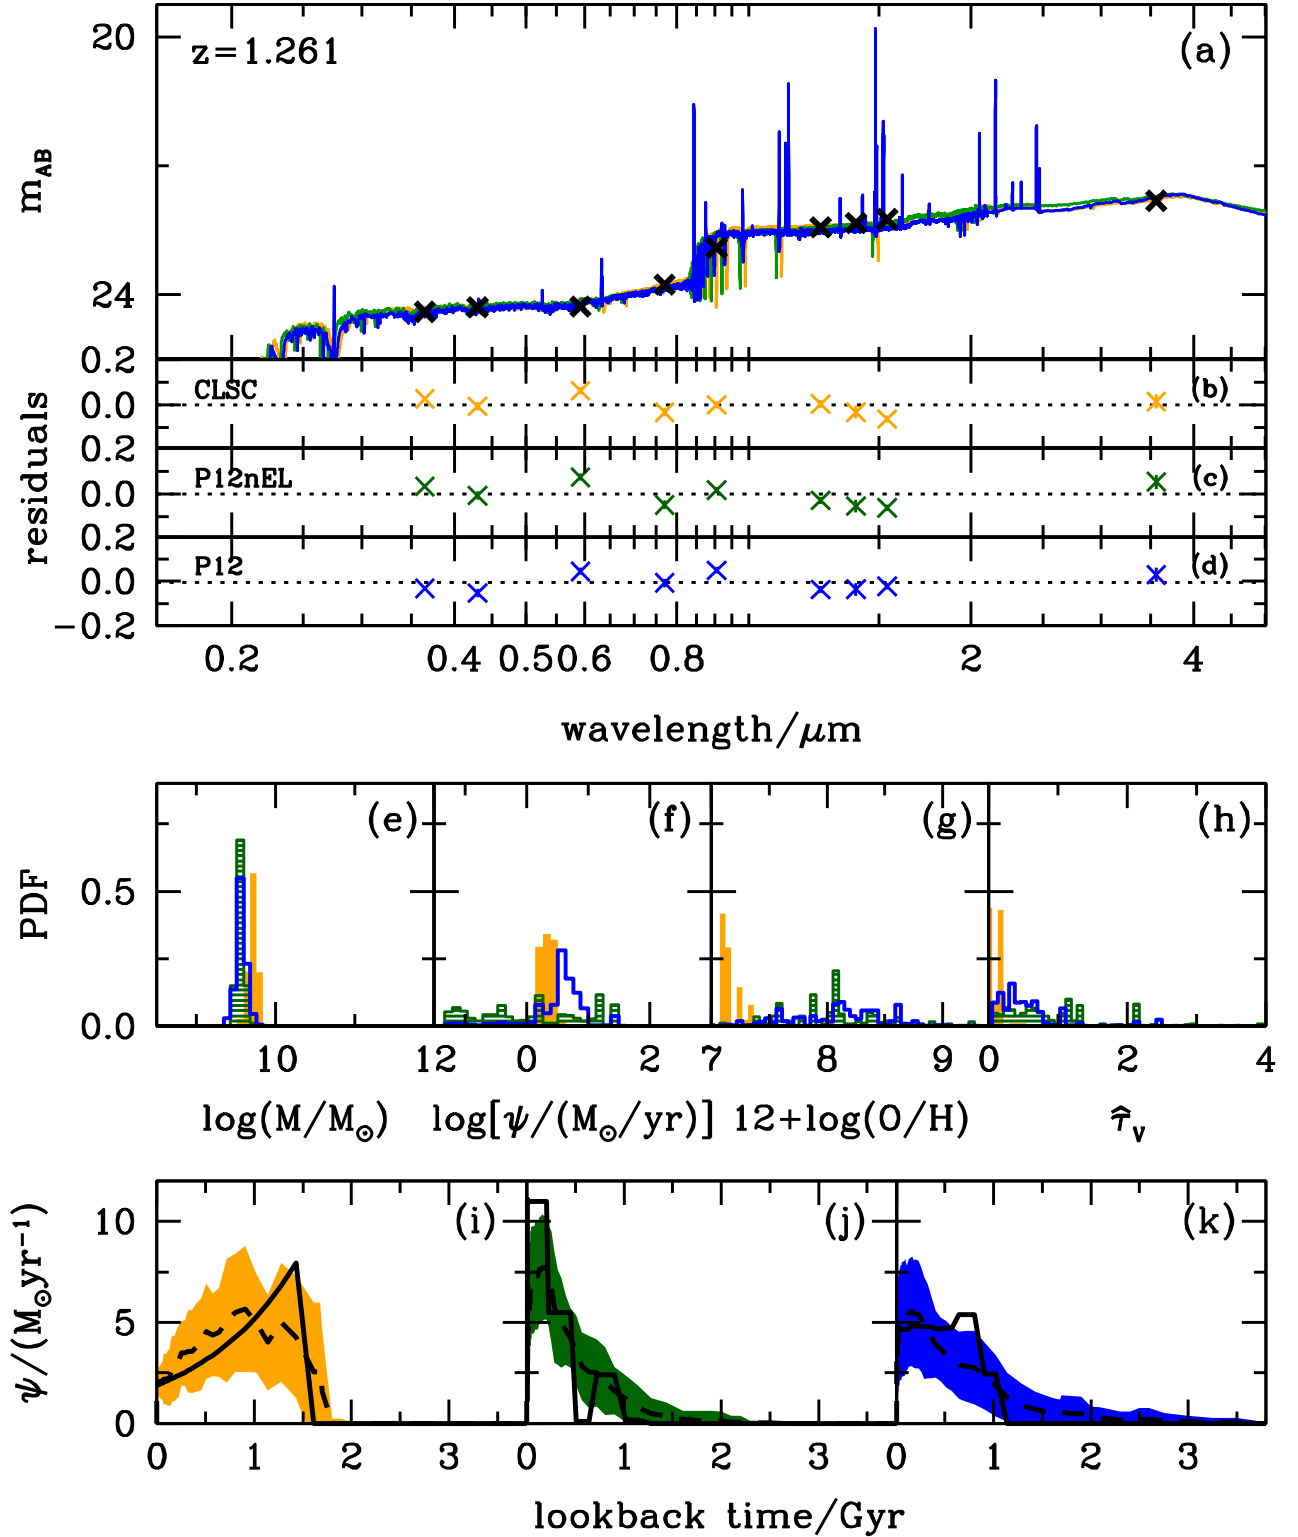 z=1.261
(a)
20
24
m_AB
0.2
CLSC
(b)
0.0
0.2
P12nEL
(c)
0.0
0.2
P12
(d)
0.0
−0.2
residuals
0.2 0.4 0.5 0.6 0.8 2 4
wavelength/μm
(e) (f) (g) (h)
PDF
0.5
0.0
10 12 0 2 7 8 9 0 2 4
log(M/M⊙) log[ψ/(M⊙/yr)] 12+log(O/H) τ̂_V
(i) (j) (k)
ψ/(M⊙yr⁻¹)
10
5
0
0 1 2 3 0 1 2 3 0 1 2 3
lookback time/Gyr